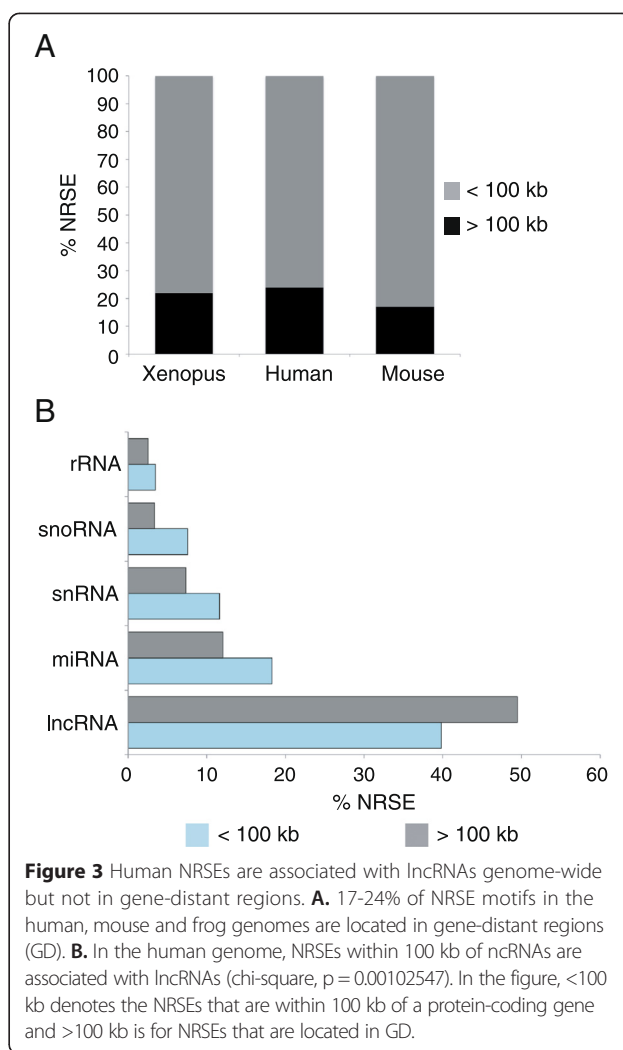 A
100
90
80
70
60
50
40
30
20
10
0
% NRSE
Xenopus Human Mouse
< 100 kb
> 100 kb
B
rRNA
snoRNA
snRNA
miRNA
lncRNA
0 10 20 30 40 50 60
% NRSE
< 100 kb > 100 kb
Figure 3 Human NRSEs are associated with lncRNAs genome-wide
but not in gene-distant regions. A. 17-24% of NRSE motifs in the
human, mouse and frog genomes are located in gene-distant regions
(GD). B. In the human genome, NRSEs within 100 kb of ncRNAs are
associated with lncRNAs (chi-square, p = 0.00102547). In the figure, <100
kb denotes the NRSEs that are within 100 kb of a protein-coding gene
and >100 kb is for NRSEs that are located in GD.